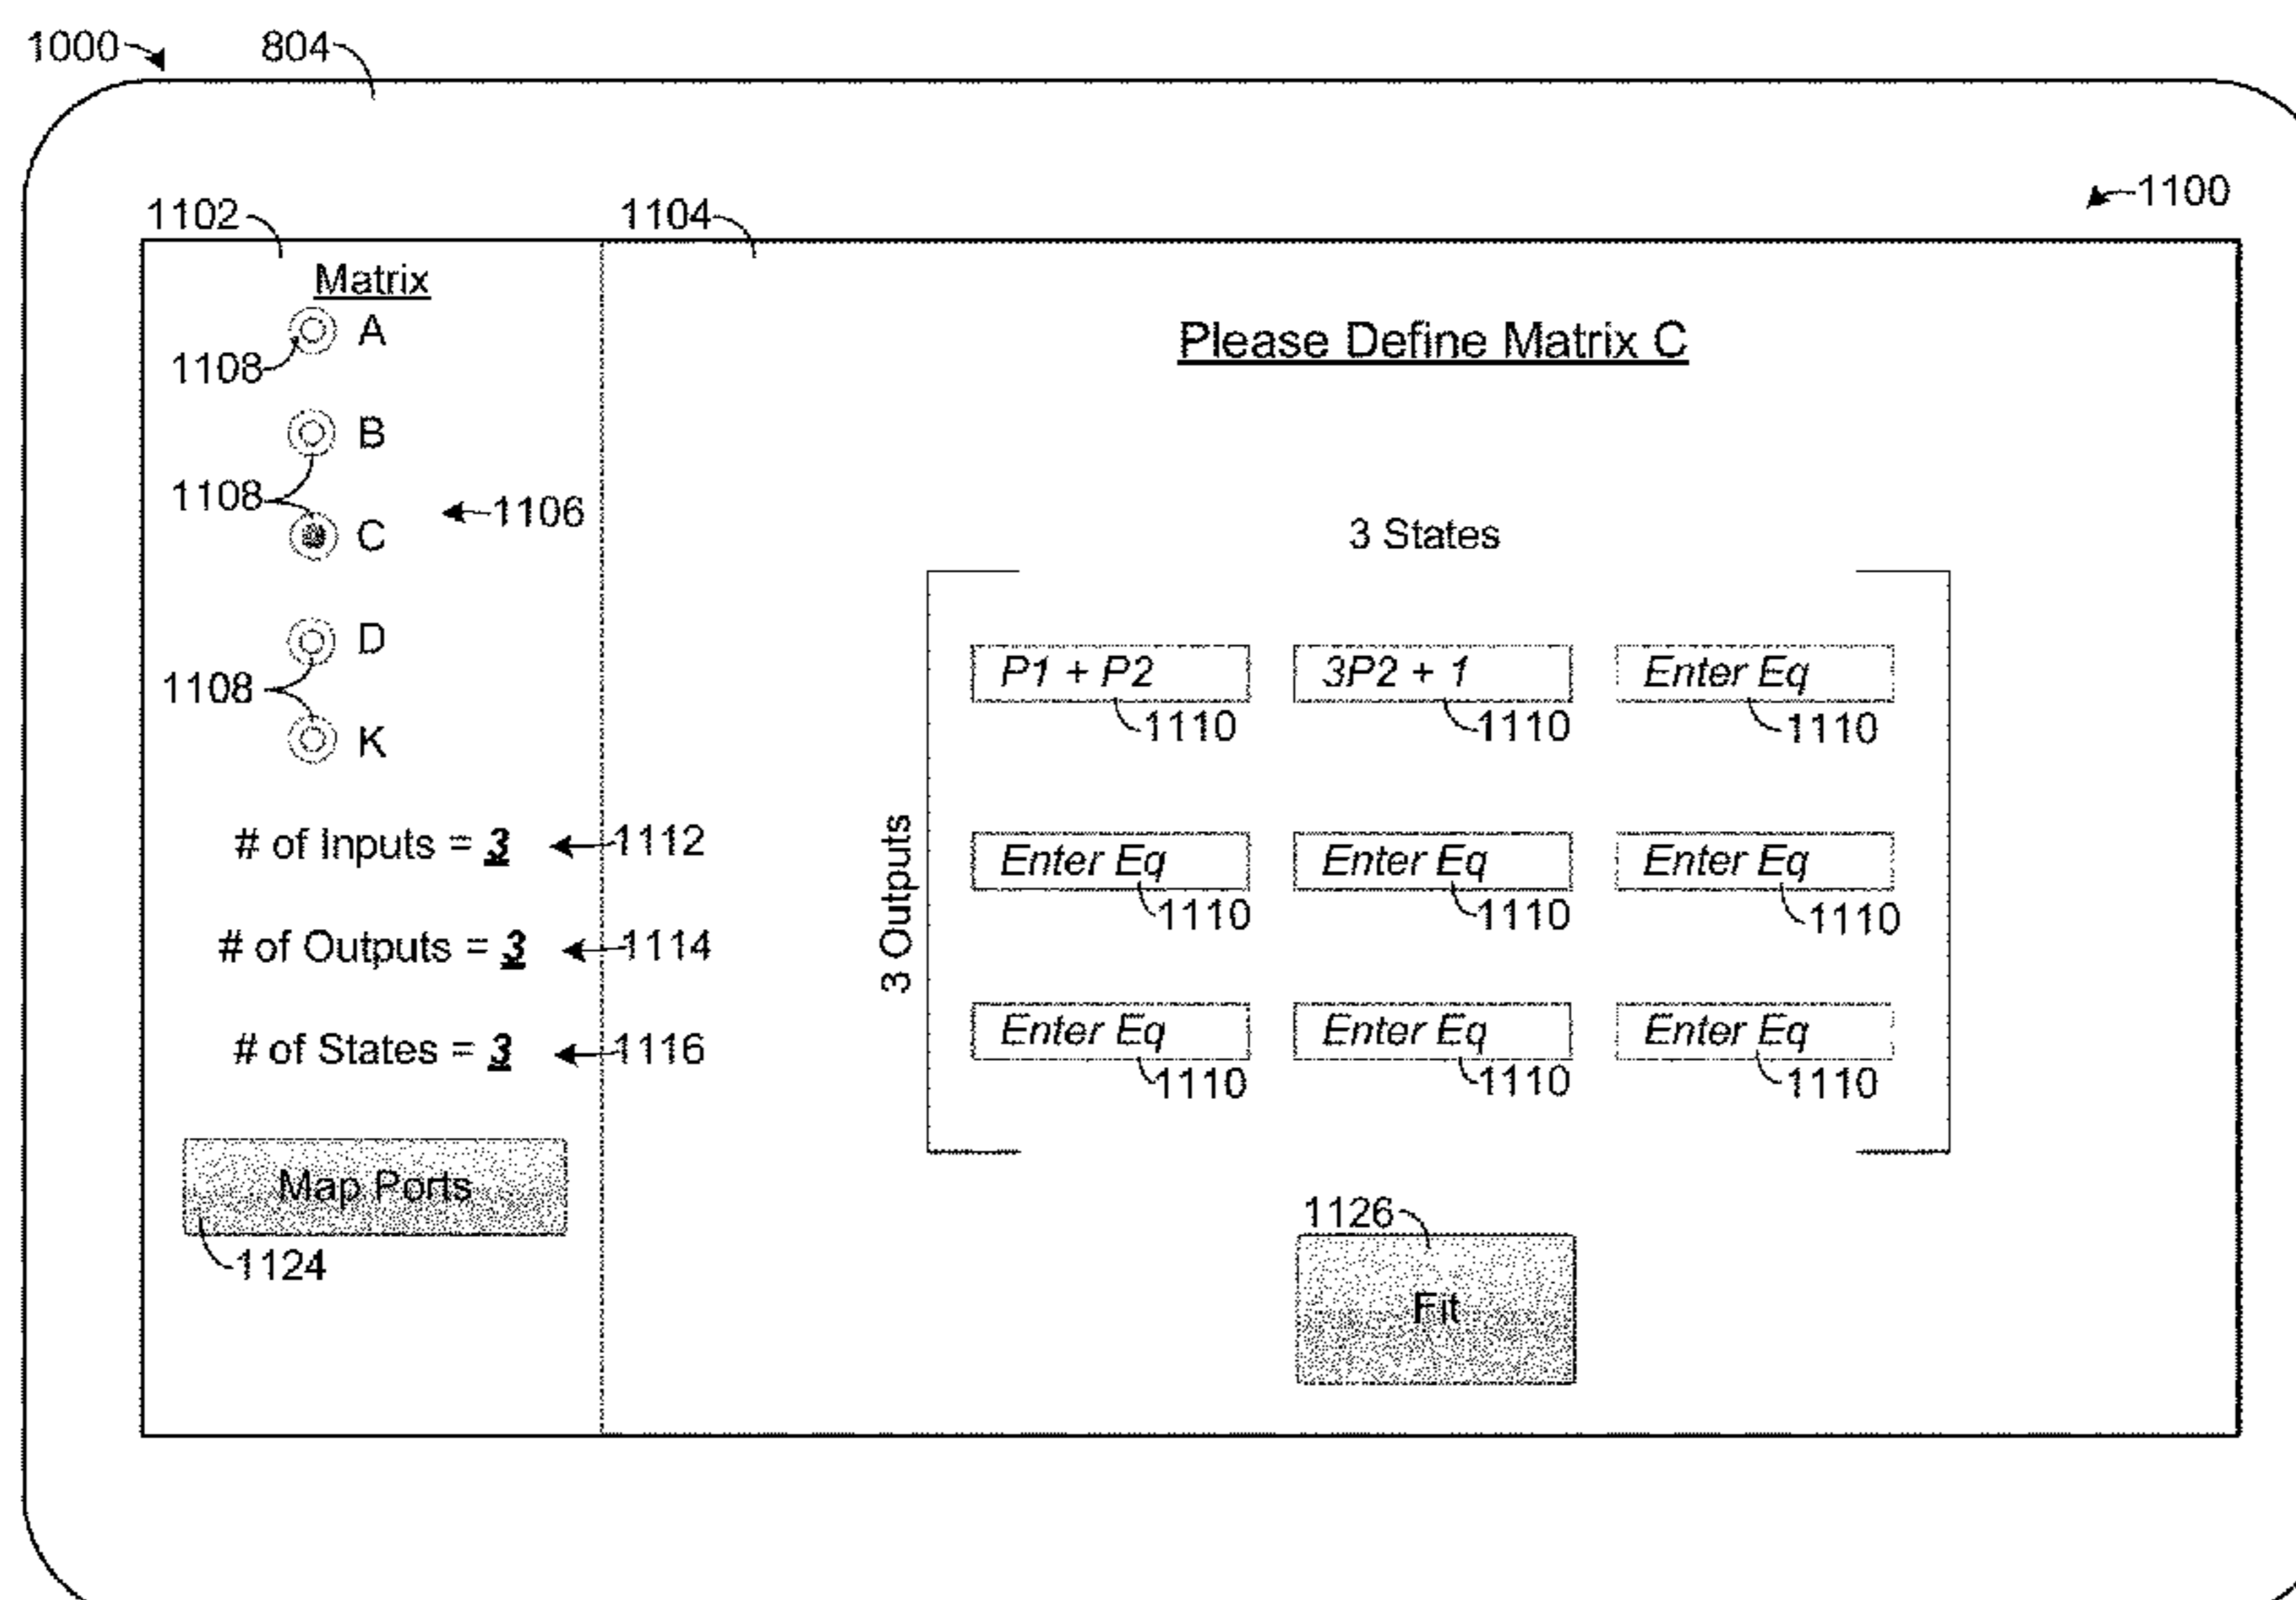 1000 804
1100
1102 1104
Matrix
A
1108
B
1108
C
1106
D
1108
K
# of Inputs = 3 1112
# of Outputs = 3 1114
# of States = 3 1116
Map Ports
1124
Please Define Matrix C
3 States
3 Outputs
P1 + P2 3P2 + 1 Enter Eq
1110 1110 1110
Enter Eq Enter Eq Enter Eq
1110 1110 1110
Enter Eq Enter Eq Enter Eq
1110 1110 1110
1126
Fit